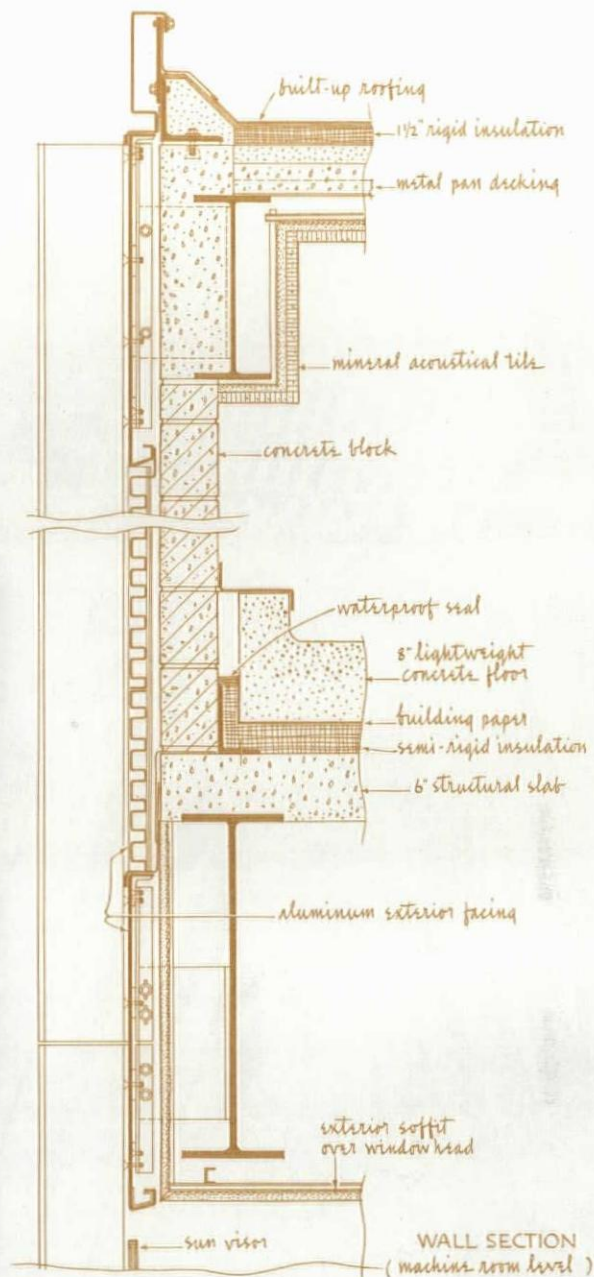 built-up roofing
1½" rigid insulation
metal pan decking
mineral acoustical tile
concrete block
waterproof seal
8" lightweight
concrete floor
building paper
semi-rigid insulation
6" structural slab
aluminum exterior facing
exterior soffit
over window head
sun visor
WALL SECTION
(machine room level)